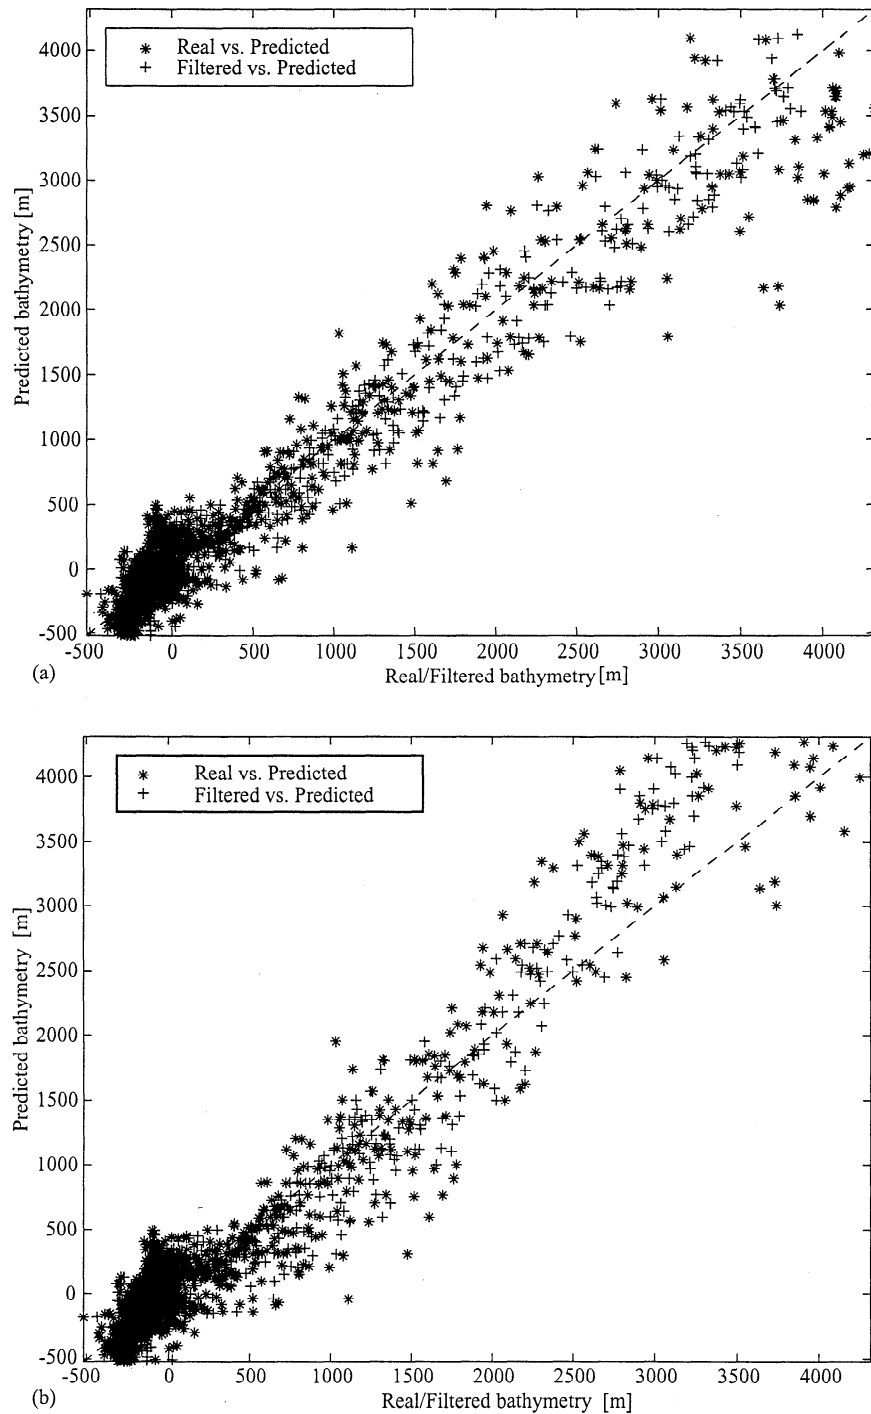 4000
3500
3000
2500
2000
1500
1000
500
0
-500
Predicted bathymetry [m]
* Real vs. Predicted
+ Filtered vs. Predicted
-500 0 500 1000 1500 2000 2500 3000 3500 4000
(a) Real/Filtered bathymetry [m]
4000
3500
3000
2500
2000
1500
1000
500
0
-500
Predicted bathymetry [m]
* Real vs. Predicted
+ Filtered vs. Predicted
-500 0 500 1000 1500 2000 2500 3000 3500 4000
(b) Real/Filtered bathymetry [m]